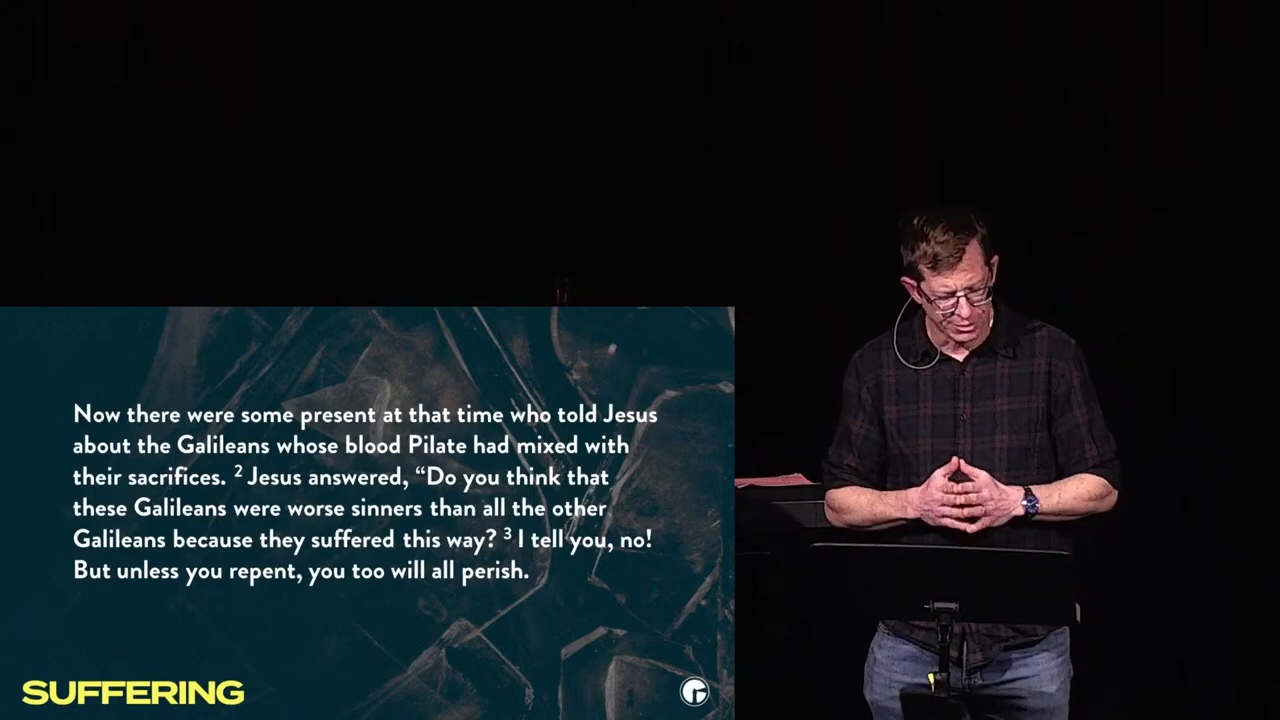 Now there were some present at that time who told Jesus
about the Galileans whose blood Pilate had mixed with
their sacrifices. ² Jesus answered, “Do you think that
these Galileans were worse sinners than all the other
Galileans because they suffered this way? ³ I tell you, no!
But unless you repent, you too will all perish.
SUFFERING